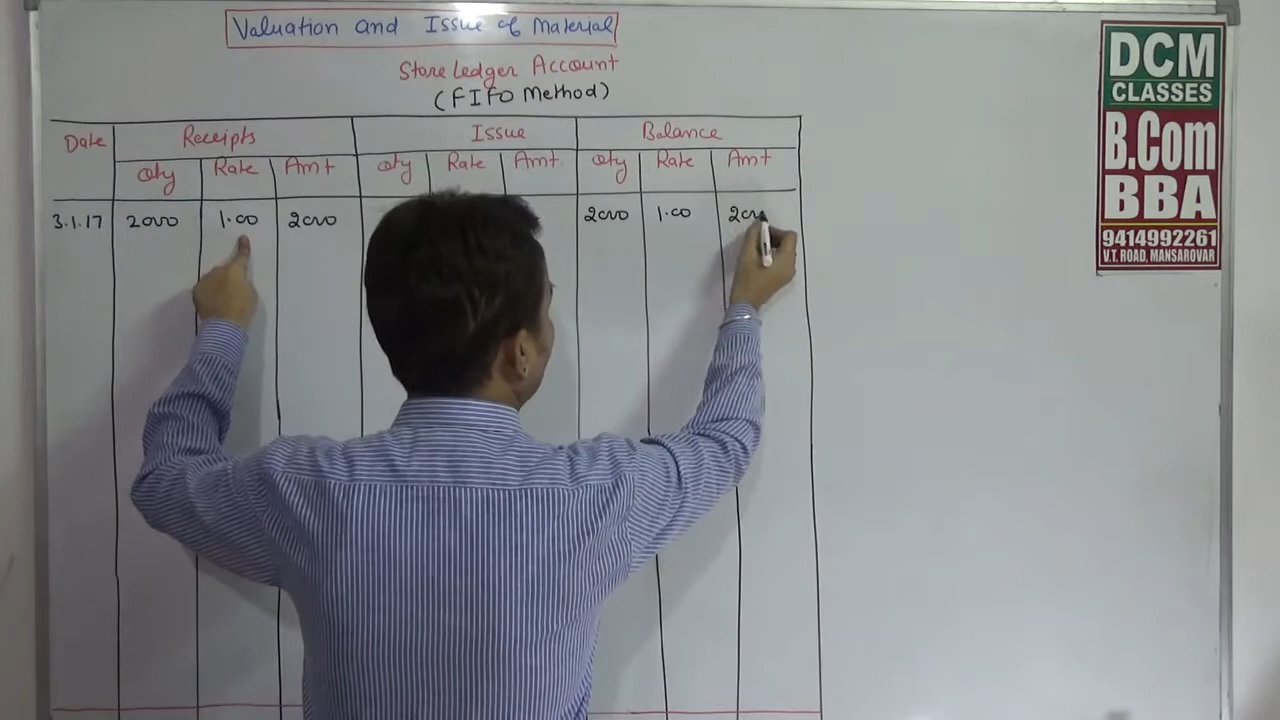 Valuation and Issue of Material
Store Ledger Account
(FIFO Method)
Date Receipts Issue Balance
Qty Rate Amt Qty Rate Amt. Qty Rate Amt
3.1.17 2000 1.00 2000 2000 1.00
DCM
CLASSES
B.Com
BBA
9414992261
V.T. ROAD, MANSAROVAR